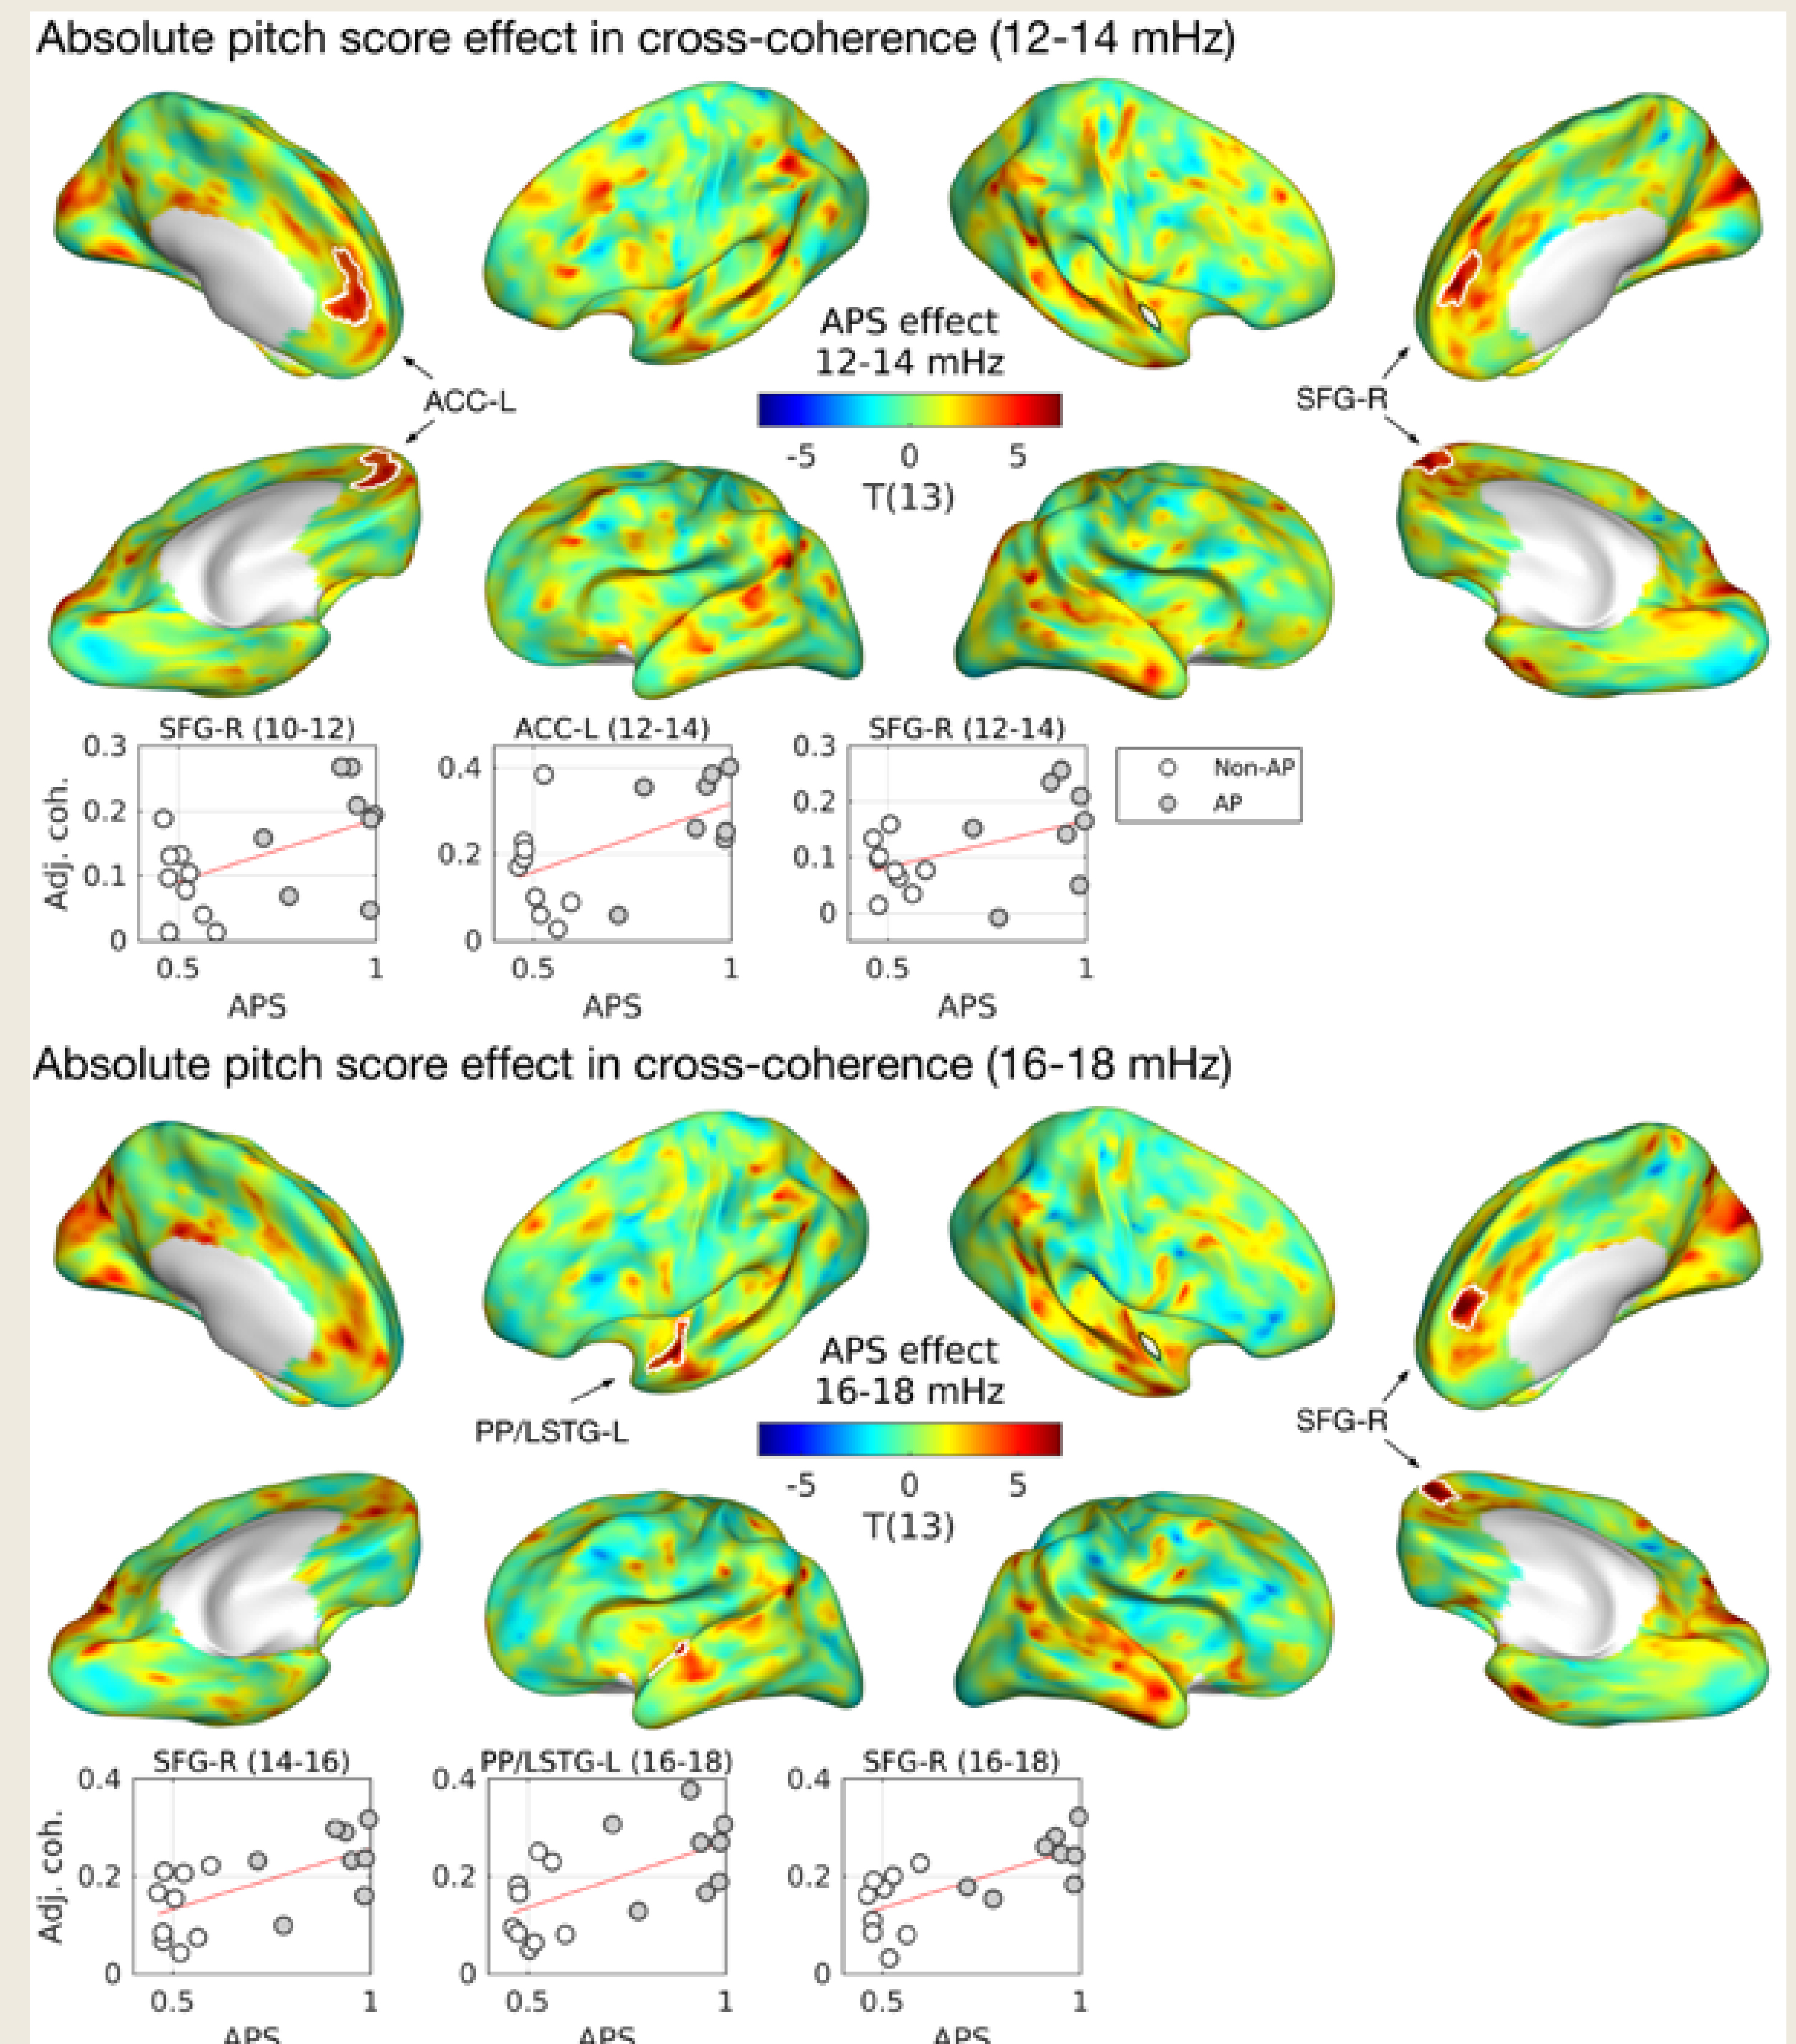 Absolute pitch score effect in cross-coherence (12-14 mHz)
APS effect
12-14 mHz
ACC-L
SFG-R
-5 0 5
T(13)
SFG-R (10-12)
ACC-L (12-14)
SFG-R (12-14)
Adj. coh.
0.3
0.2
0.1
0
0.5 1
APS
0.4
0.2
0
0.5 1
APS
0.3
0.2
0.1
0
0.5 1
APS
Non-AP
AP
Absolute pitch score effect in cross-coherence (16-18 mHz)
APS effect
16-18 mHz
PP/LSTG-L
SFG-R
-5 0 5
T(13)
SFG-R (14-16)
PP/LSTG-L (16-18)
SFG-R (16-18)
Adj. coh.
0.4
0.2
0
0.5 1
APS
0.4
0.2
0
0.5 1
APS
0.4
0.2
0
0.5 1
APS